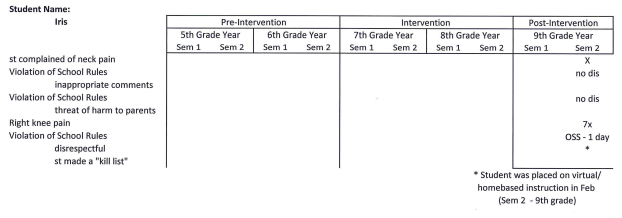 Student Name:
Iris Pre-Intervention Intervention Post-Intervention
5th Grade Year 6th Grade Year 7th Grade Year 8th Grade Year 9th Grade Year
Sem 1 Sem 2 Sem 1 Sem 2 Sem 1 Sem 2 Sem 1 Sem 2 Sem 1 Sem 2
st complained of neck pain X
Violation of School Rules no dis
inappropriate comments
Violation of School Rules no dis
threat of harm to parents
Right knee pain 7x
Violation of School Rules OSS - 1 day
disrespectful *
st made a "kill list"
* Student was placed on virtual/
homebased instruction in Feb
(Sem 2 - 9th grade)